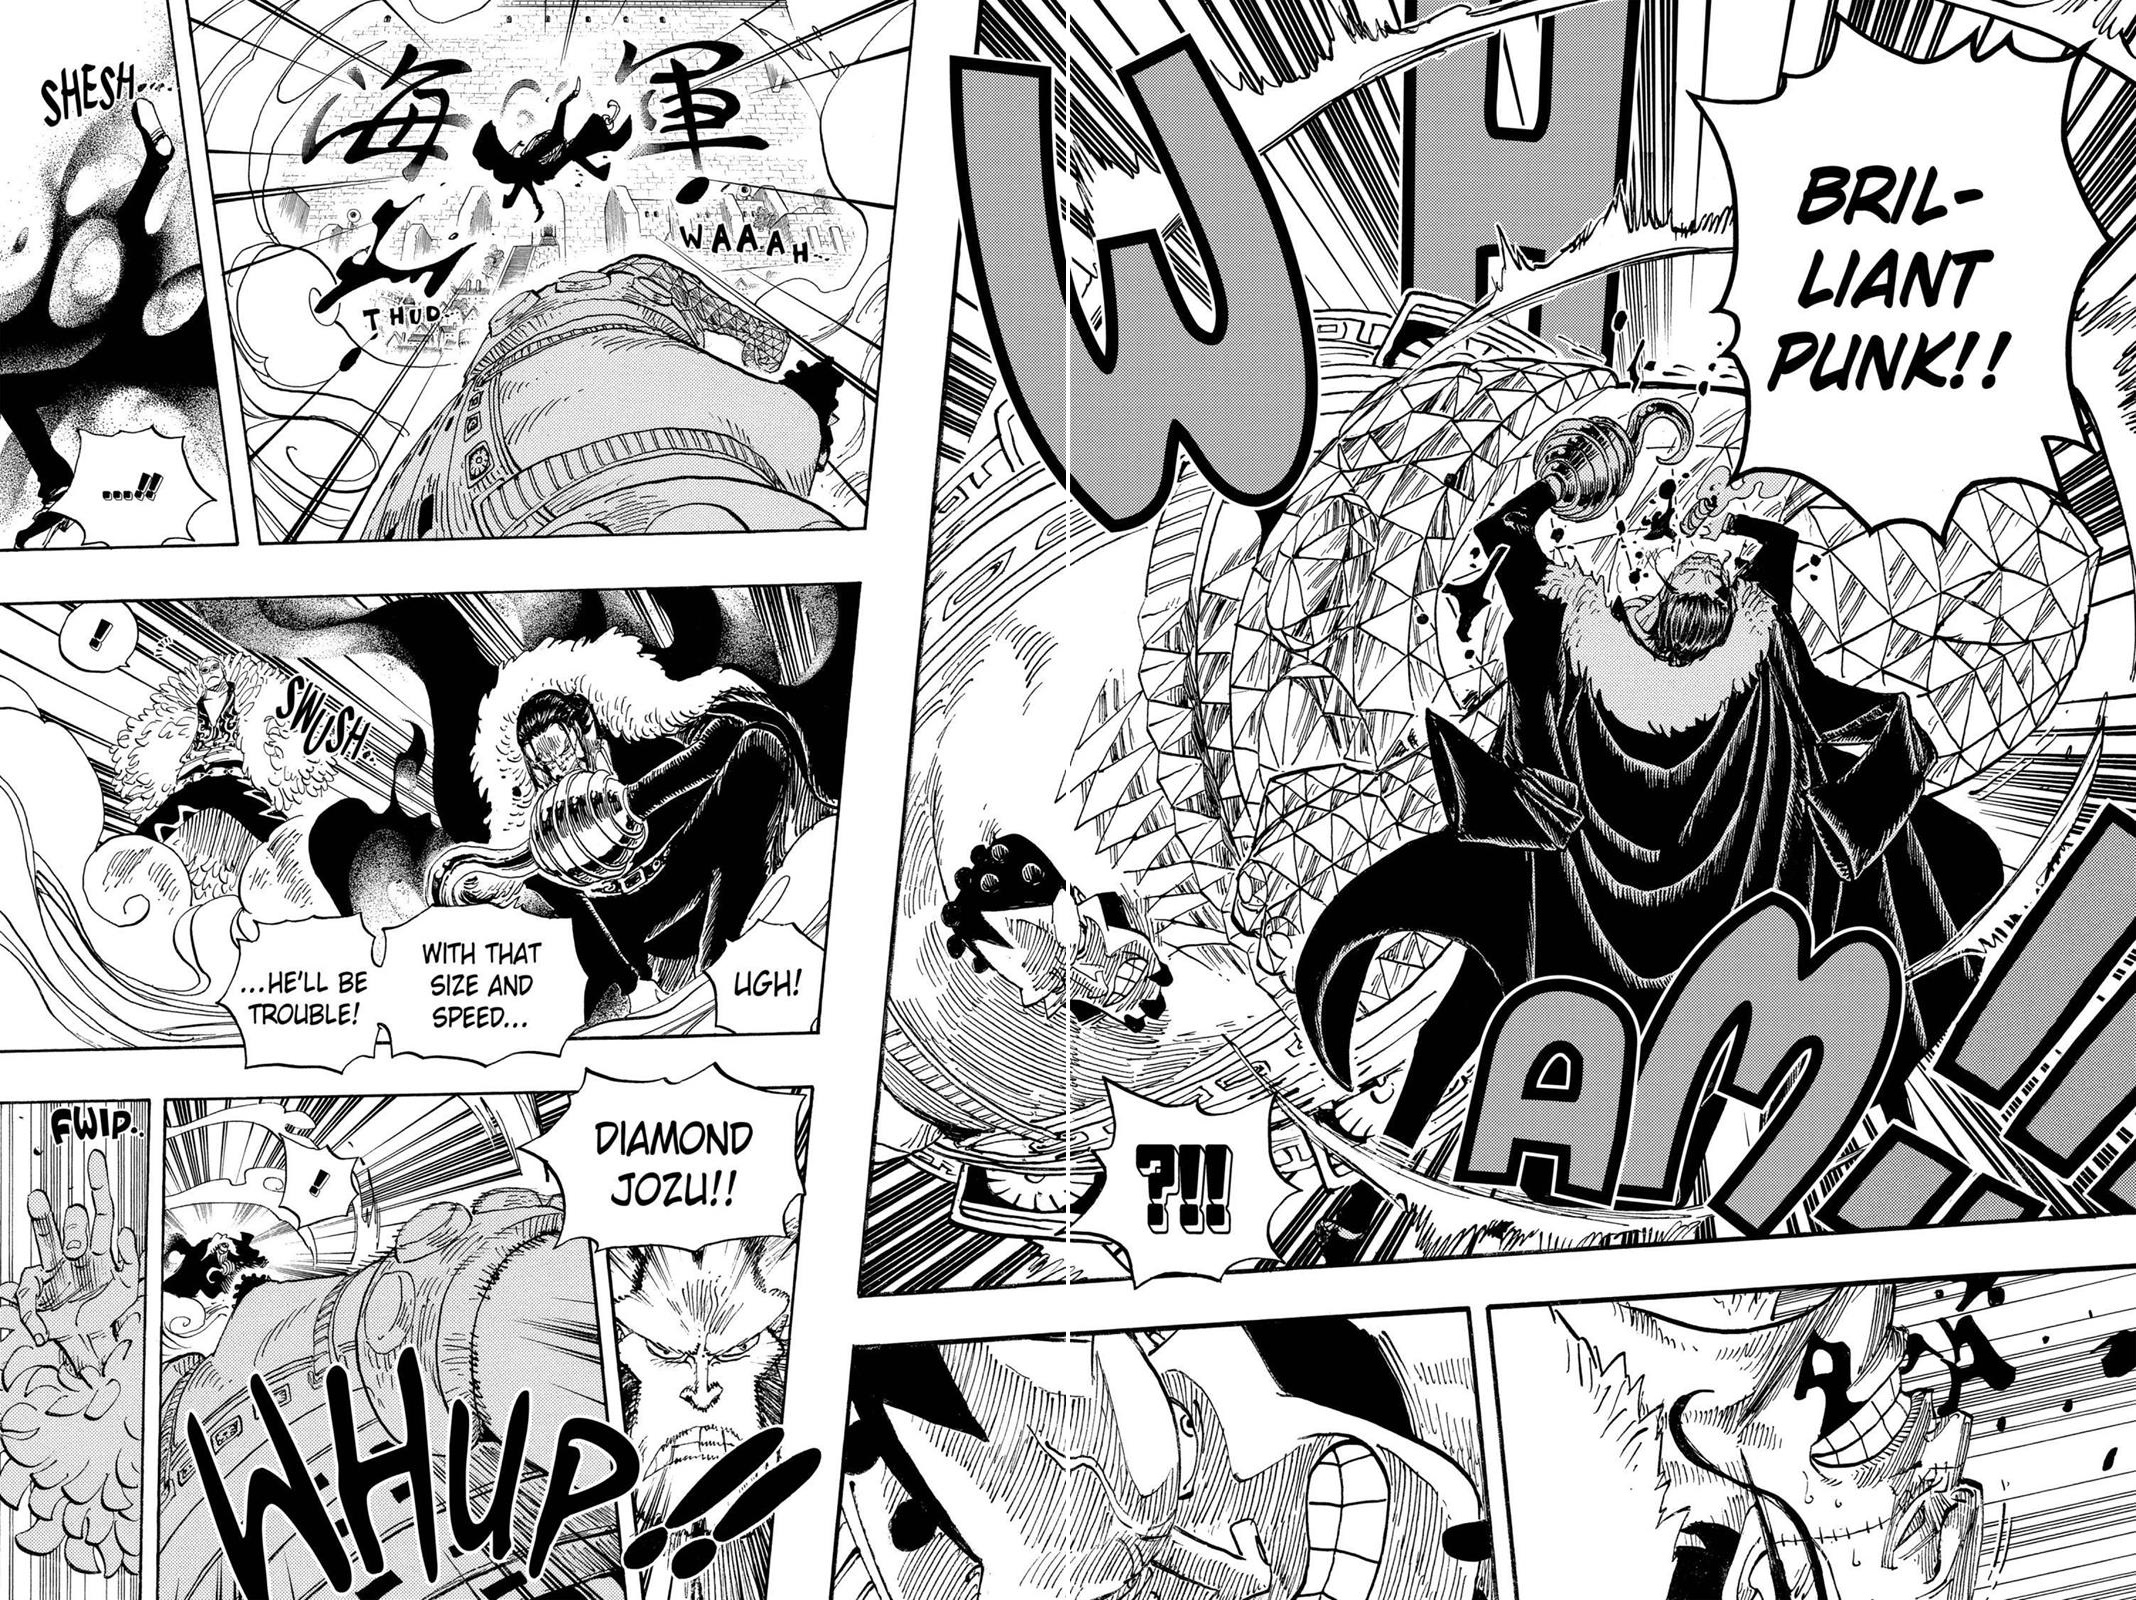 BRIL-
LIANT
PUNK!!
WHAM!!!
?!!
海軍
WAAAH...
THUD..
SHESH....
....!!
UGH!
WITH THAT
SIZE AND
SPEED...
...HE'LL BE
TROUBLE!
SWUSH...
!
DIAMOND
JOZU!!
!
WHUP..!!
FWIP..